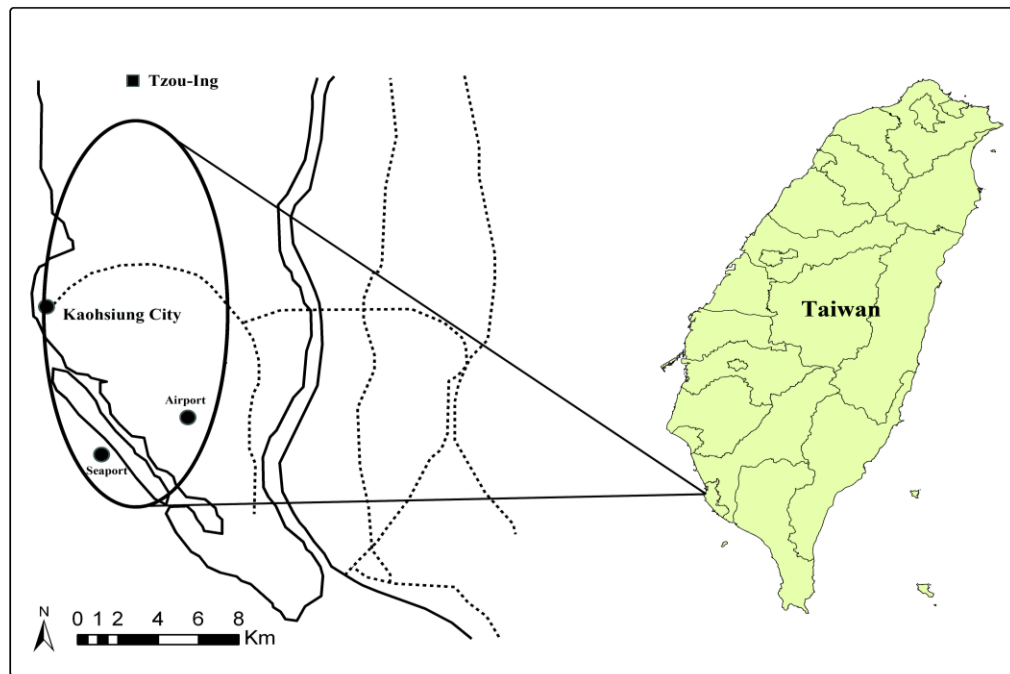 Tzou-Ing
Kaohsiung City
Airport
Seaport
Taiwan
N
0 1 2 4 6 8
Km